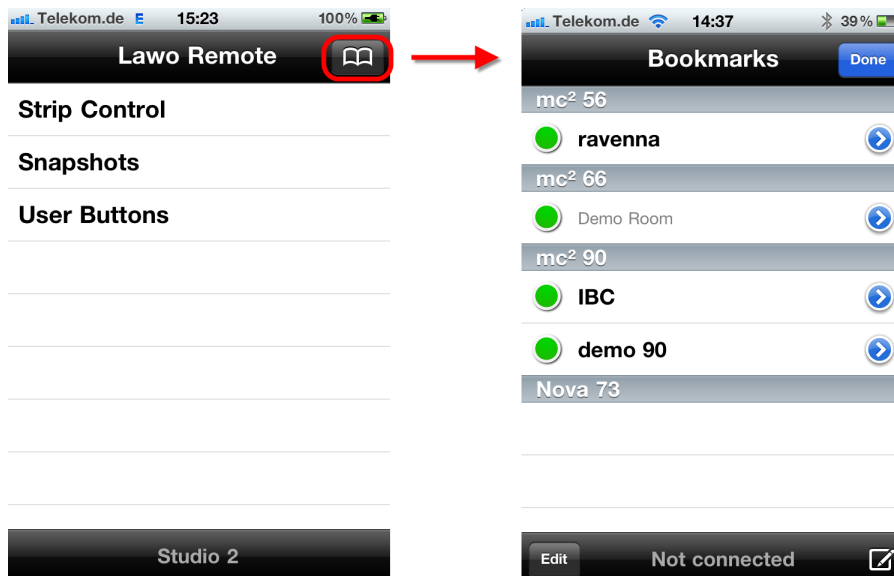 Telekom.de E 15:23 100%
Lawo Remote
Strip Control
Snapshots
User Buttons
Studio 2
Telekom.de 14:37 39%
Bookmarks Done
mc² 56
ravenna
mc² 66
Demo Room
mc² 90
IBC
demo 90
Nova 73
Edit Not connected